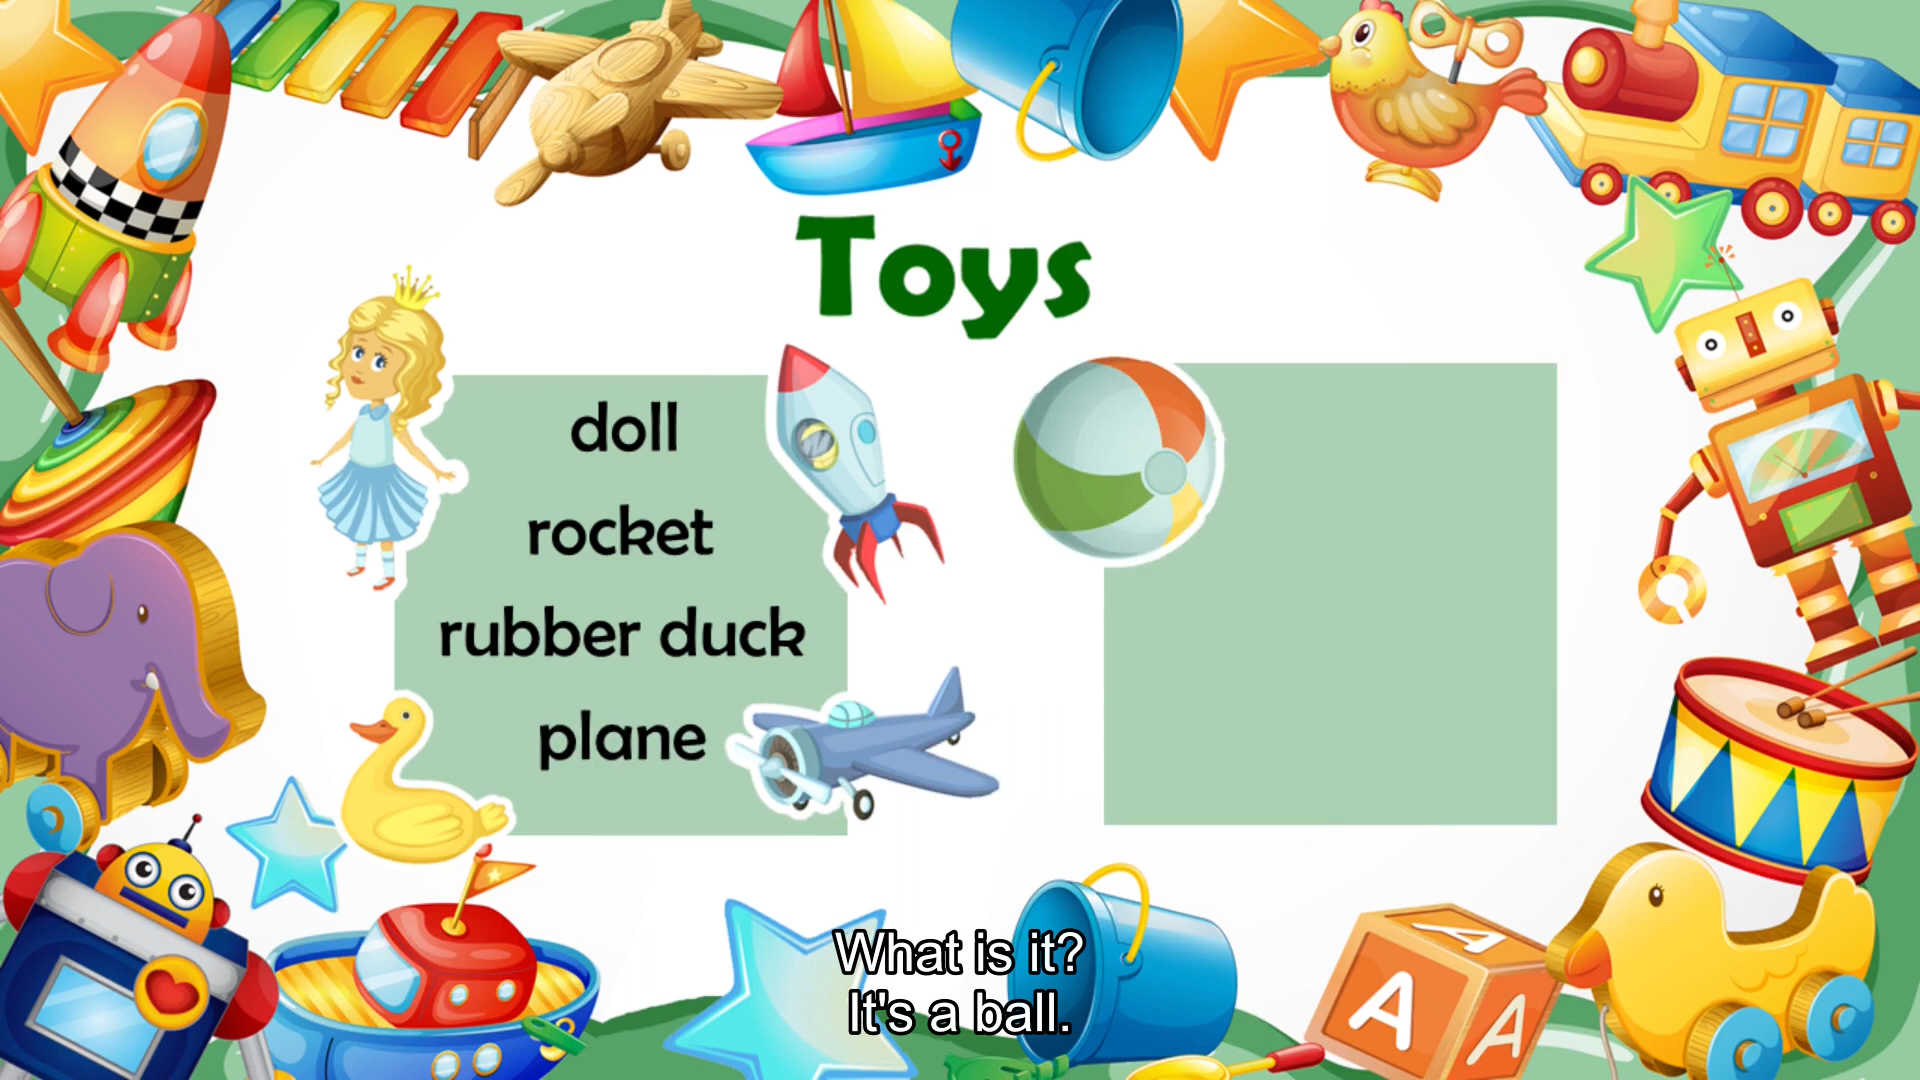 Toys
doll
rocket
rubber duck
plane
A
A
A
What is it?
It's a ball.